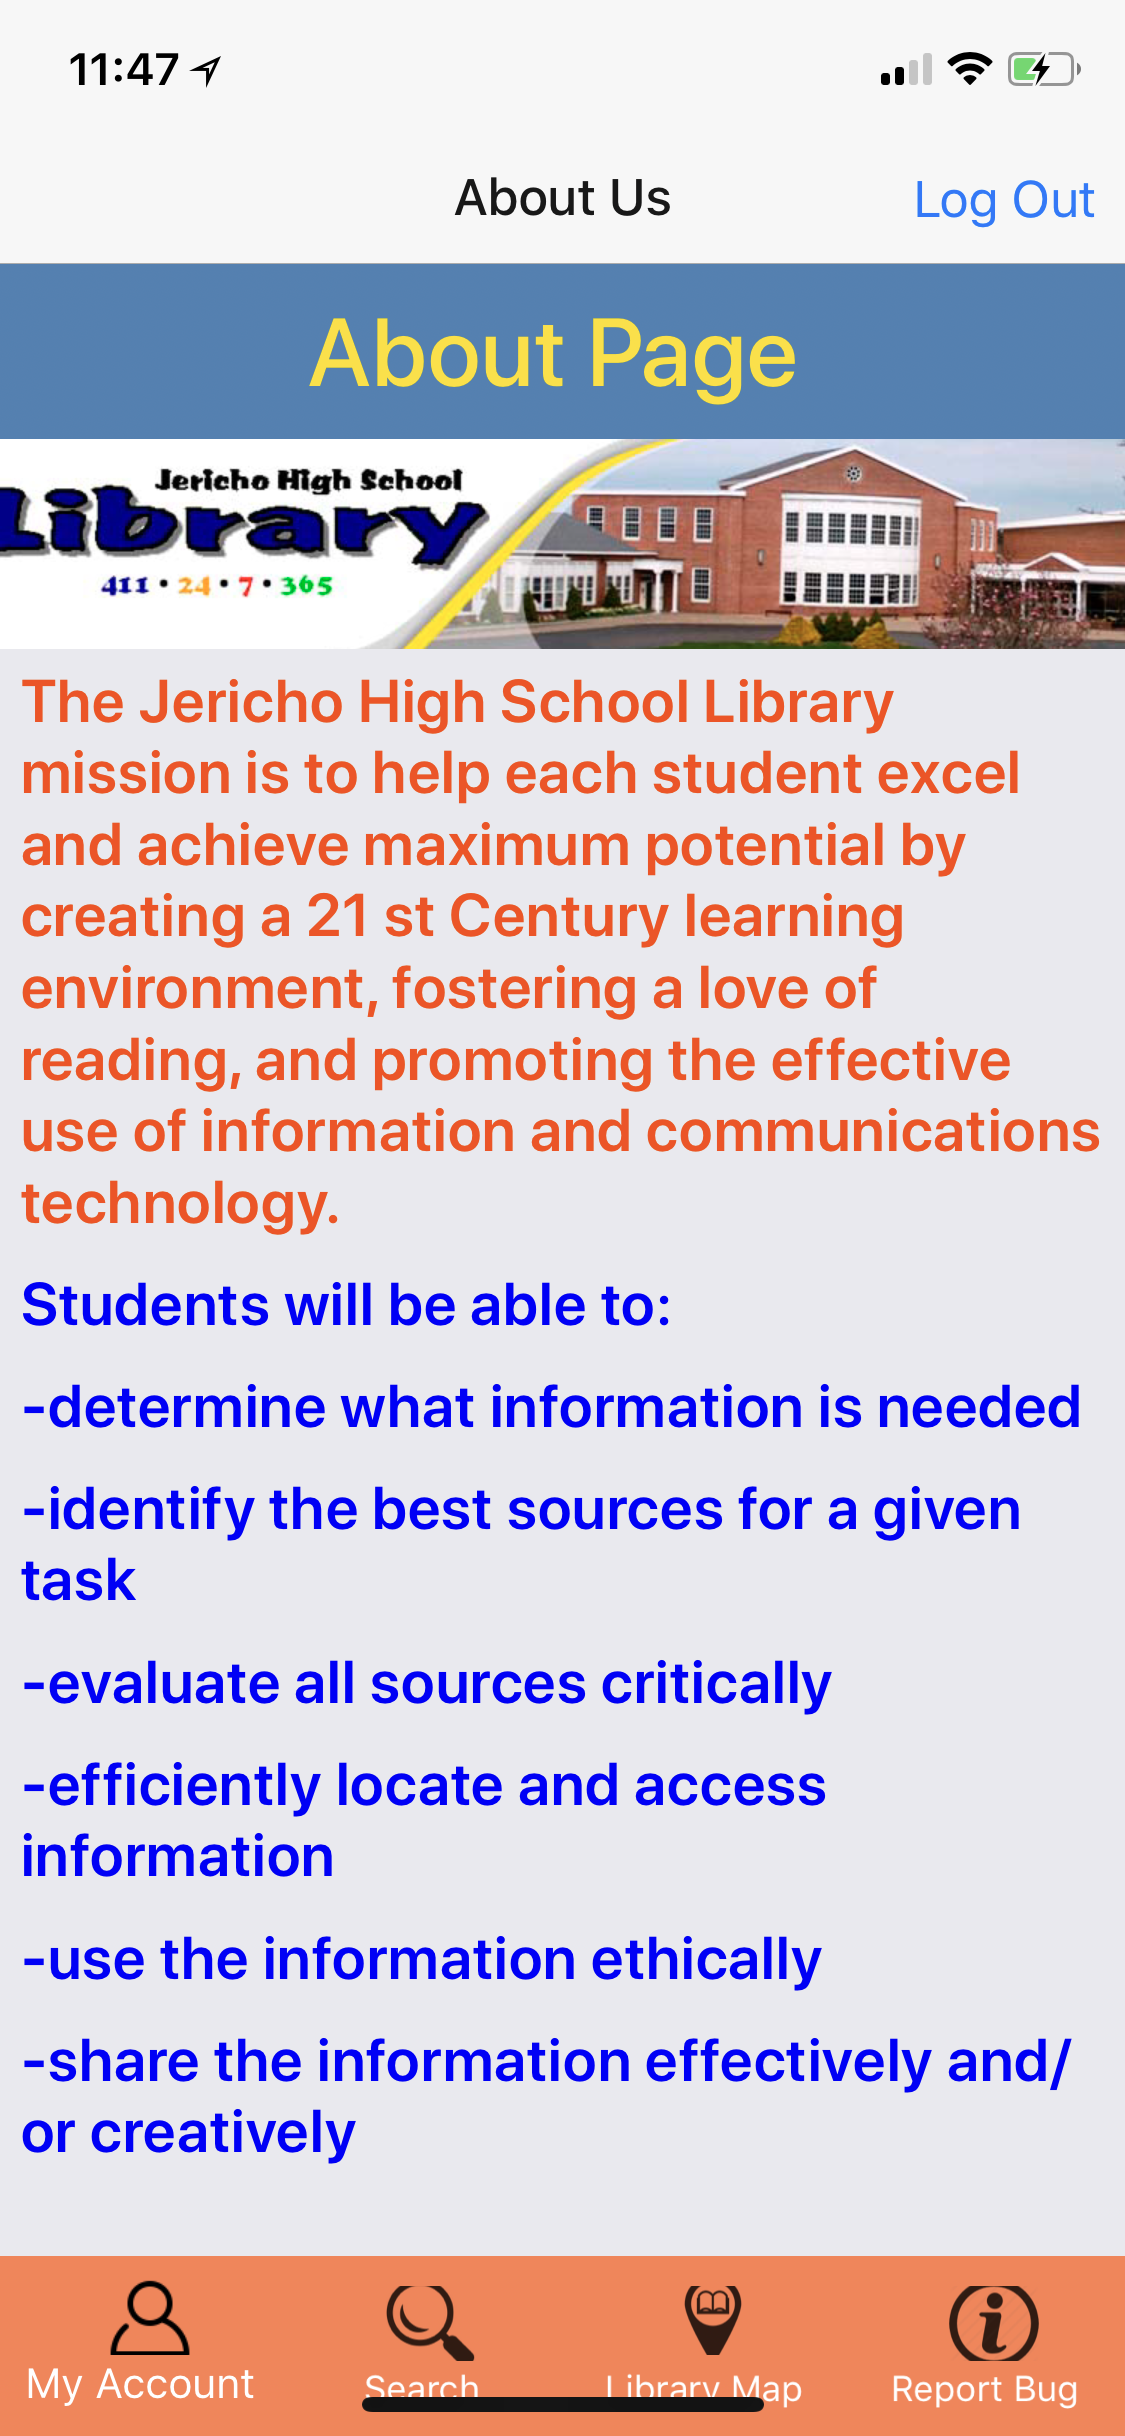 11:47
About Us
Log Out
About Page
Jericho High School
Library
411 • 24 • 7 • 365
The Jericho High School Library
mission is to help each student excel
and achieve maximum potential by
creating a 21 st Century learning
environment, fostering a love of
reading, and promoting the effective
use of information and communications
technology.
Students will be able to:
-determine what information is needed
-identify the best sources for a given
task
-evaluate all sources critically
-efficiently locate and access
information
-use the information ethically
-share the information effectively and/
or creatively
My Account
Search
Library Map
Report Bug